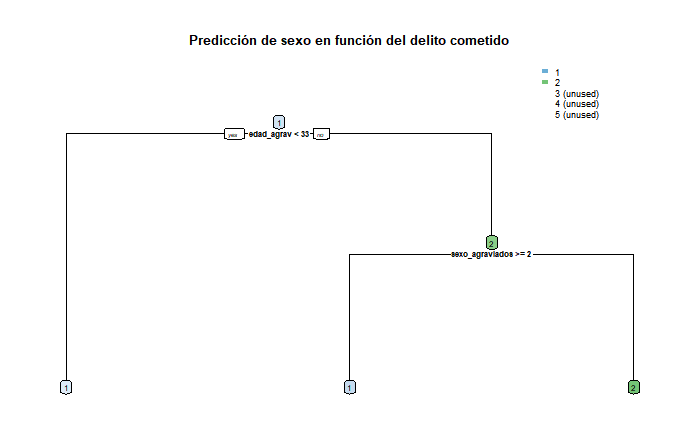 Predicción de sexo en función del delito cometido
1
2
3 (unused)
4 (unused)
5 (unused)
1
yes edad_agrav < 33 no
2
sexo_agraviados >= 2
1 1 2